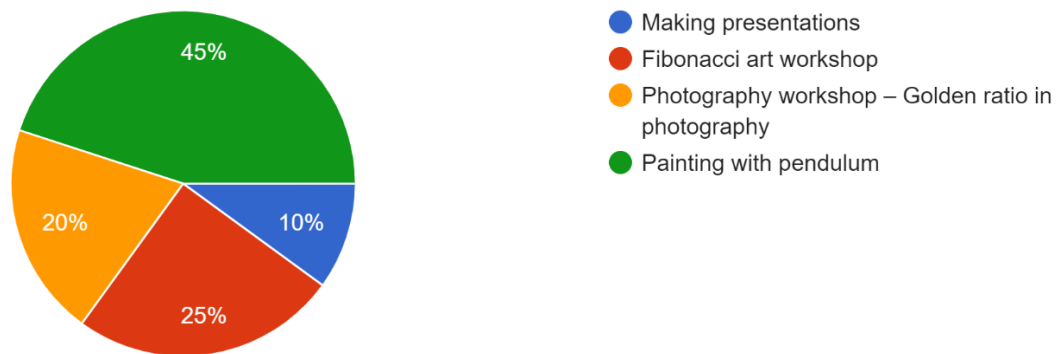 45%
20%
10%
25%
Making presentations
Fibonacci art workshop
Photography workshop – Golden ratio in
photography
Painting with pendulum